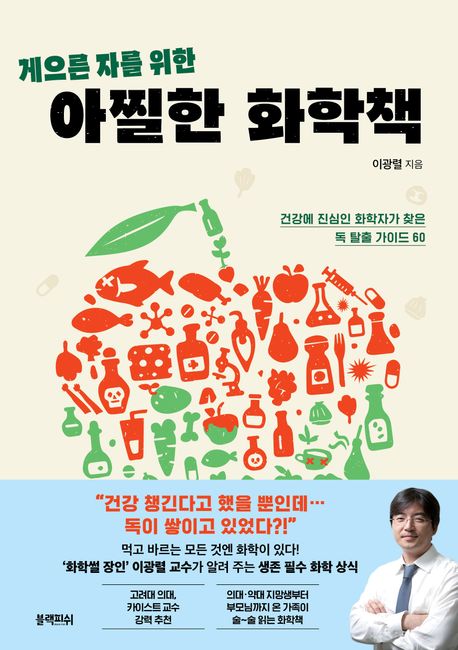 게으른 자를 위한
아찔한 화학책
이광렬 지음
건강에 진심인 화학자가 찾은
독 탈출 가이드 60
“건강 챙긴다고 했을 뿐인데…
독이 쌓이고 있었다?!”
먹고 바르는 모든 것엔 화학이 있다!
‘화학썰 장인’ 이광렬 교수가 알려 주는 생존 필수 화학 상식
고려대 의대,
카이스트 교수
강력 추천
의대·약대 지망생부터
부모님까지 온 가족이
술~술 읽는 화학책
블랙피쉬